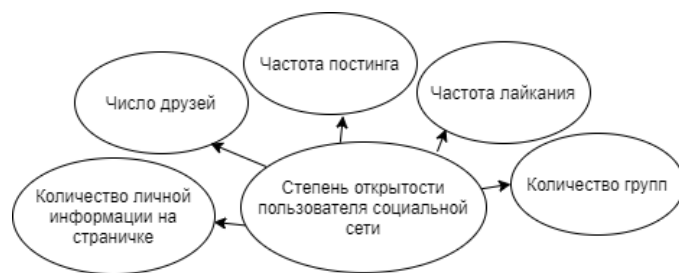 Частота постинга
Частота лайкания
Число друзей
Количество личной
информации на
страничке
Степень открытости
пользователя социальной
сети
Количество групп